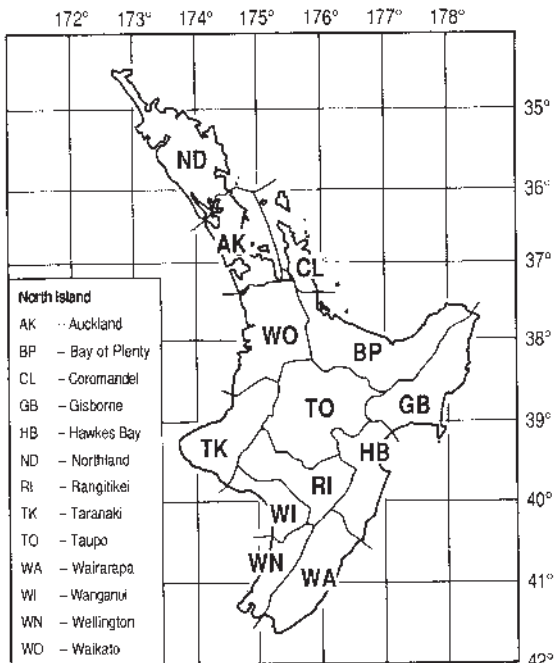 172° 173° 174° 175° 176° 177° 178°
35°
ND
36°
AK
CL
37°
North Island
AK – Auckland
BP – Bay of Plenty
CL – Coromandel
GB – Gisborne
HB – Hawkes Bay
ND – Northland
RI – Rangitikei
TK – Taranaki
TO – Taupo
WA – Wairarapa
WI – Wanganui
WN – Wellington
WO – Waikato
WO
BP
38°
TO
GB
39°
TK
HB
RI
40°
WI
WN
WA
41°
42°